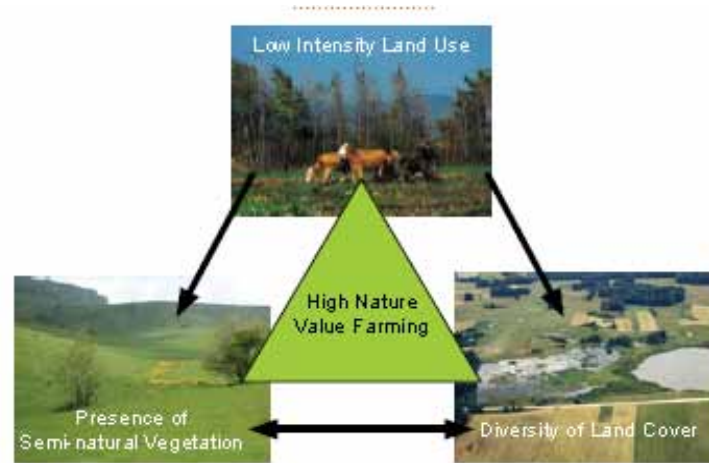 Low Intensity Land Use
High Nature
Value Farming
Presence of
Semi-natural Vegetation
Diversity of Land Cover